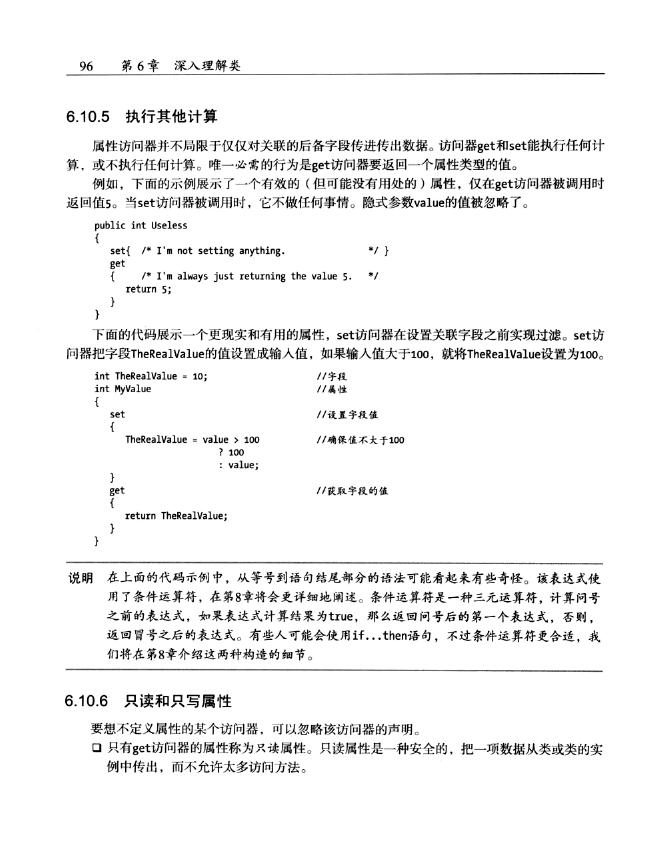 96 第6章 深入理解类
6.10.5 执行其他计算
属性访问器并不局限于仅仅对关联的后备字段传进传出数据。访问器get和set能执行任何计
算，或不执行任何计算。唯一必需的行为是get访问器要返回一个属性类型的值。
例如，下面的示例展示了一个有效的（但可能没有用处的）属性，仅在get访问器被调用时
返回值5。当set访问器被调用时，它不做任何事情。隐式参数value的值被忽略了。
public int Useless
{
set{ /* I'm not setting anything. */ }
get
{ /* I'm always just returning the value 5. */
return 5;
}
}
下面的代码展示一个更现实和有用的属性，set访问器在设置关联字段之前实现过滤。set访
问器把字段TheRealValue的值设置成输入值，如果输入值大于100，就将TheRealValue设置为100。
int TheRealValue = 10; //字段
int MyValue //属性
{
set //设置字段值
{
TheRealValue = value > 100 //确保值不大于100
? 100
: value;
}
get //获取字段的值
{
return TheRealValue;
}
}
说明 在上面的代码示例中，从等号到语句结尾部分的语法可能看起来有些奇怪。该表达式使
用了条件运算符，在第8章将会更详细地阐述。条件运算符是一种三元运算符，计算问号
之前的表达式，如果表达式计算结果为true，那么返回问号后的第一个表达式，否则，
返回冒号之后的表达式。有些人可能会使用if...then语句，不过条件运算符更合适，我
们将在第8章介绍这两种构造的细节。
6.10.6 只读和只写属性
要想不定义属性的某个访问器，可以忽略该访问器的声明。
❑ 只有get访问器的属性称为只读属性。只读属性是一种安全的，把一项数据从类或类的实
例中传出，而不允许太多访问方法。